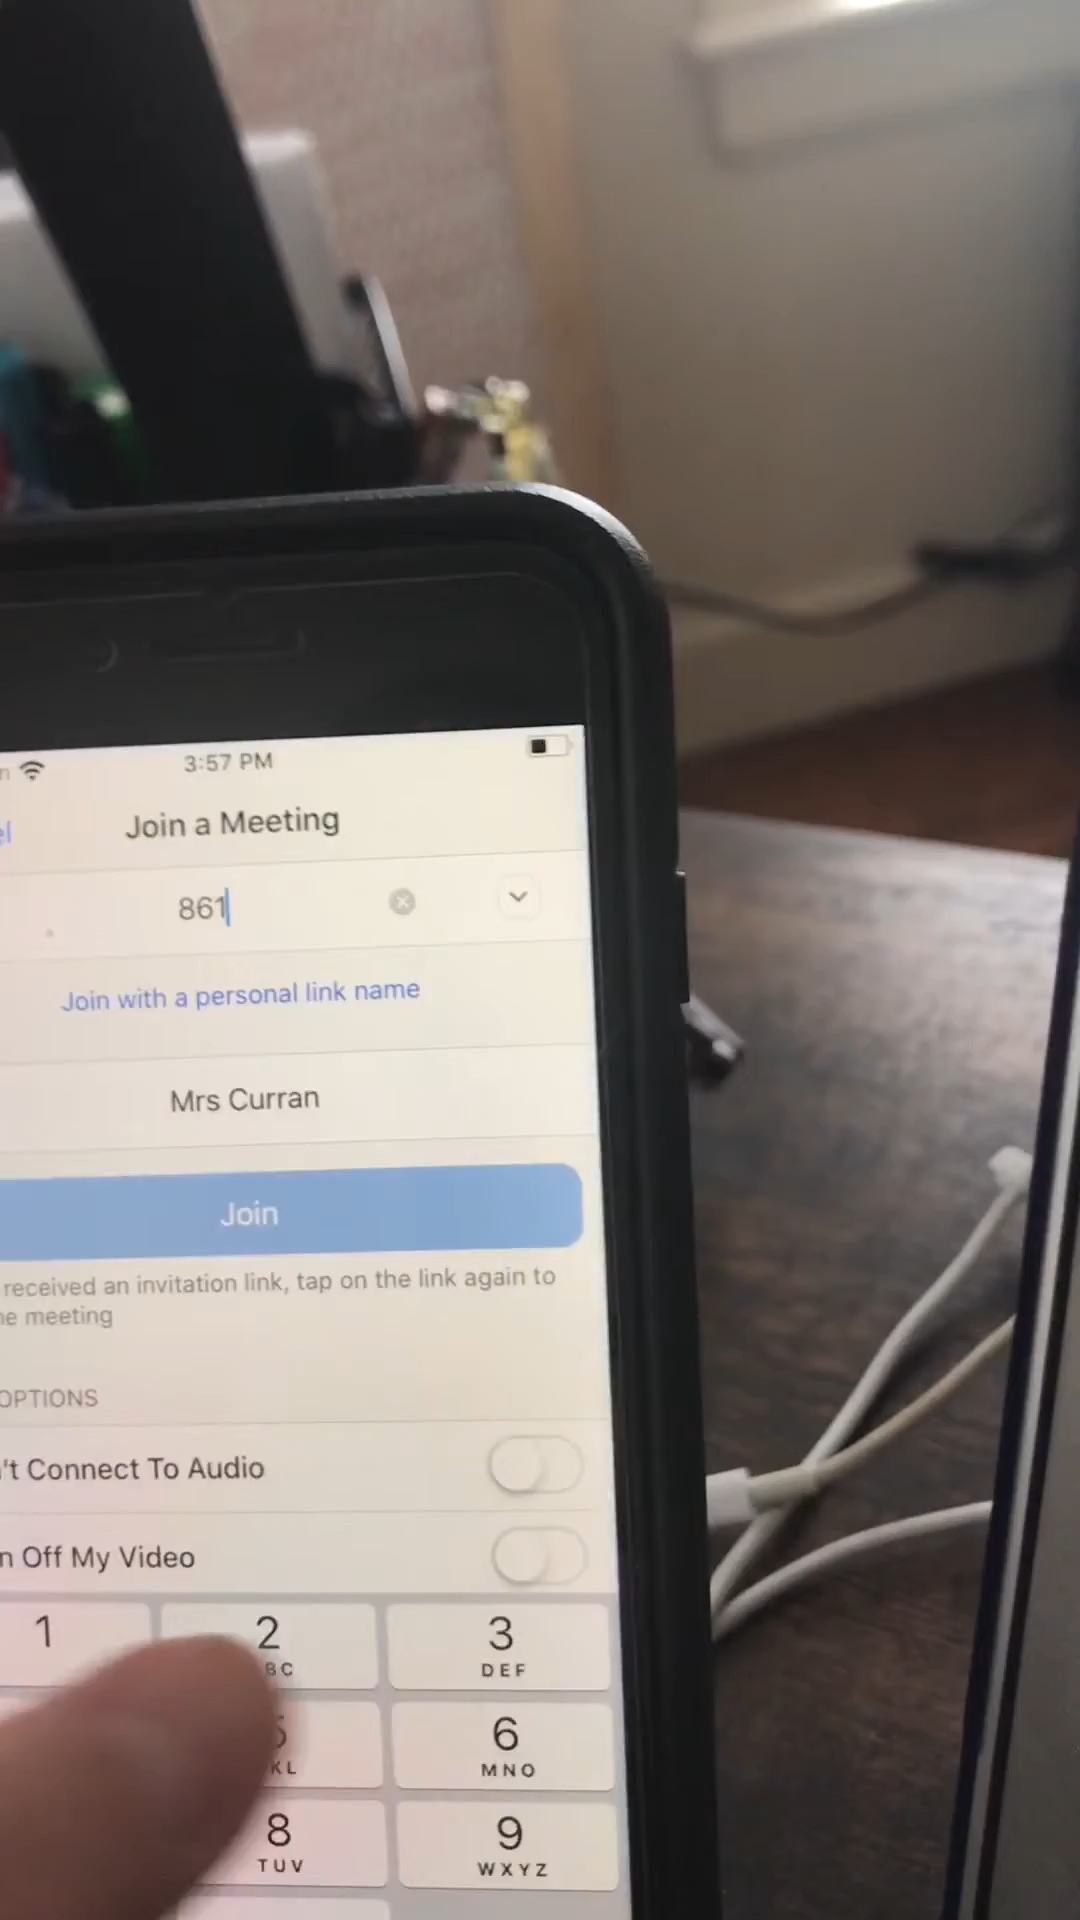 3:57 PM
Join a Meeting
861
Join with a personal link name
Mrs Curran
Join
received an invitation link, tap on the link again to
meeting
OPTIONS
't Connect To Audio
Off My Video
1
2
3
DEF
6
MNO
8
TUV
9
WXYZ